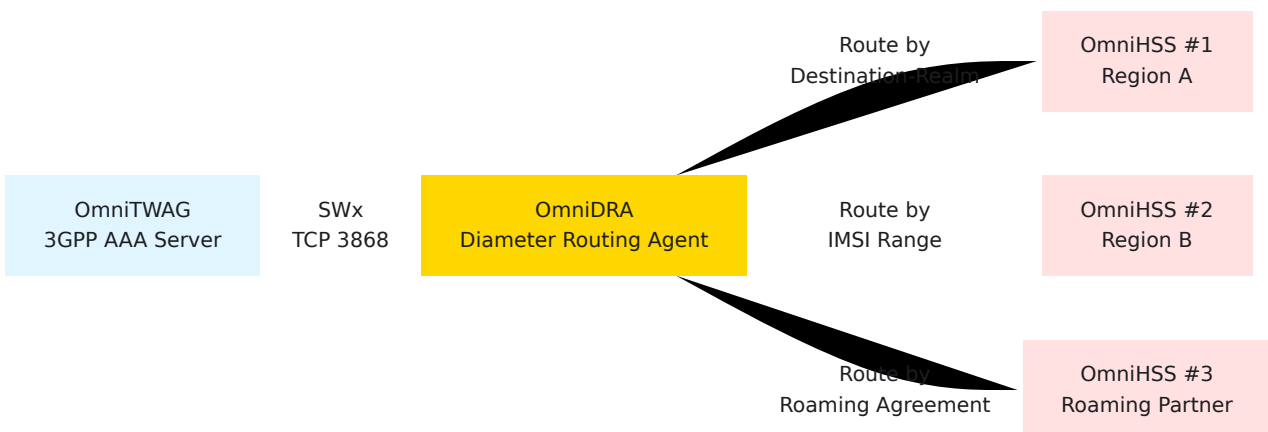 OmniTWAG
3GPP AAA Server
SWx
TCP 3868
OmniDRA
Diameter Routing Agent
Route by
Destination-Realm
OmniHSS #1
Region A
Route by
IMSI Range
OmniHSS #2
Region B
Route by
Roaming Agreement
OmniHSS #3
Roaming Partner